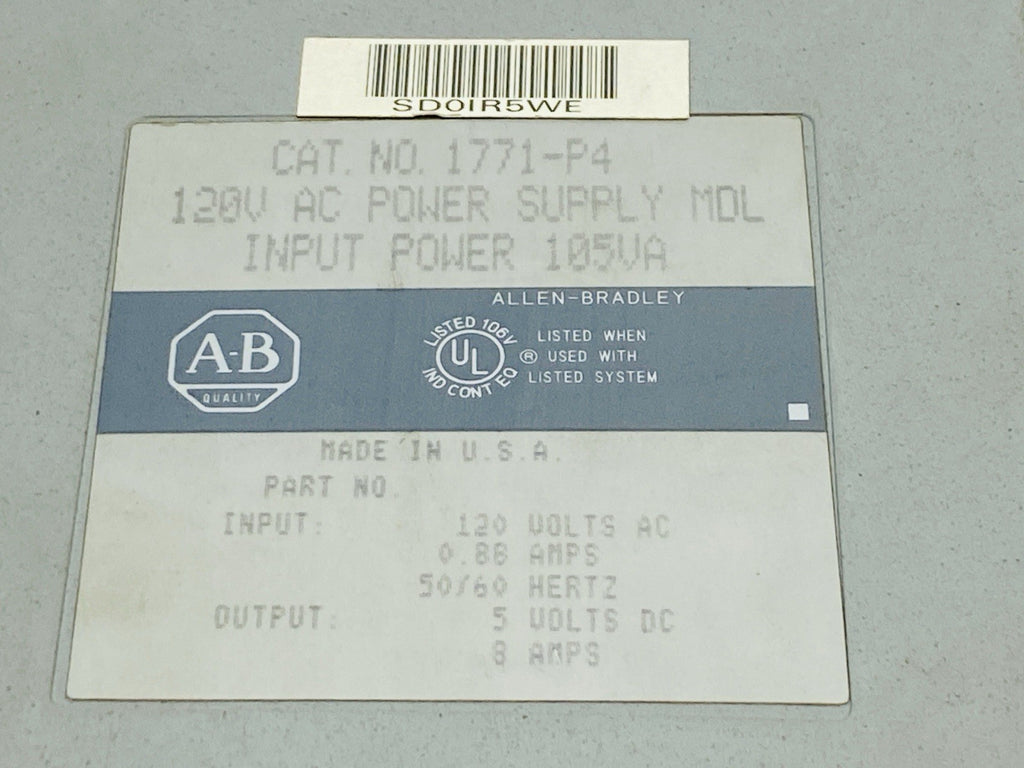 SD0IR5WE
CAT. NO. 1771-P4
120V AC POWER SUPPLY MDL
INPUT POWER 105VA
ALLEN-BRADLEY
A-B
QUALITY
LISTED 106V
UL
IND CONT EQ
®
LISTED WHEN
USED WITH
LISTED SYSTEM
MADE IN U.S.A.
PART NO.
INPUT: 120 VOLTS AC
0.88 AMPS
50/60 HERTZ
OUTPUT: 5 VOLTS DC
8 AMPS